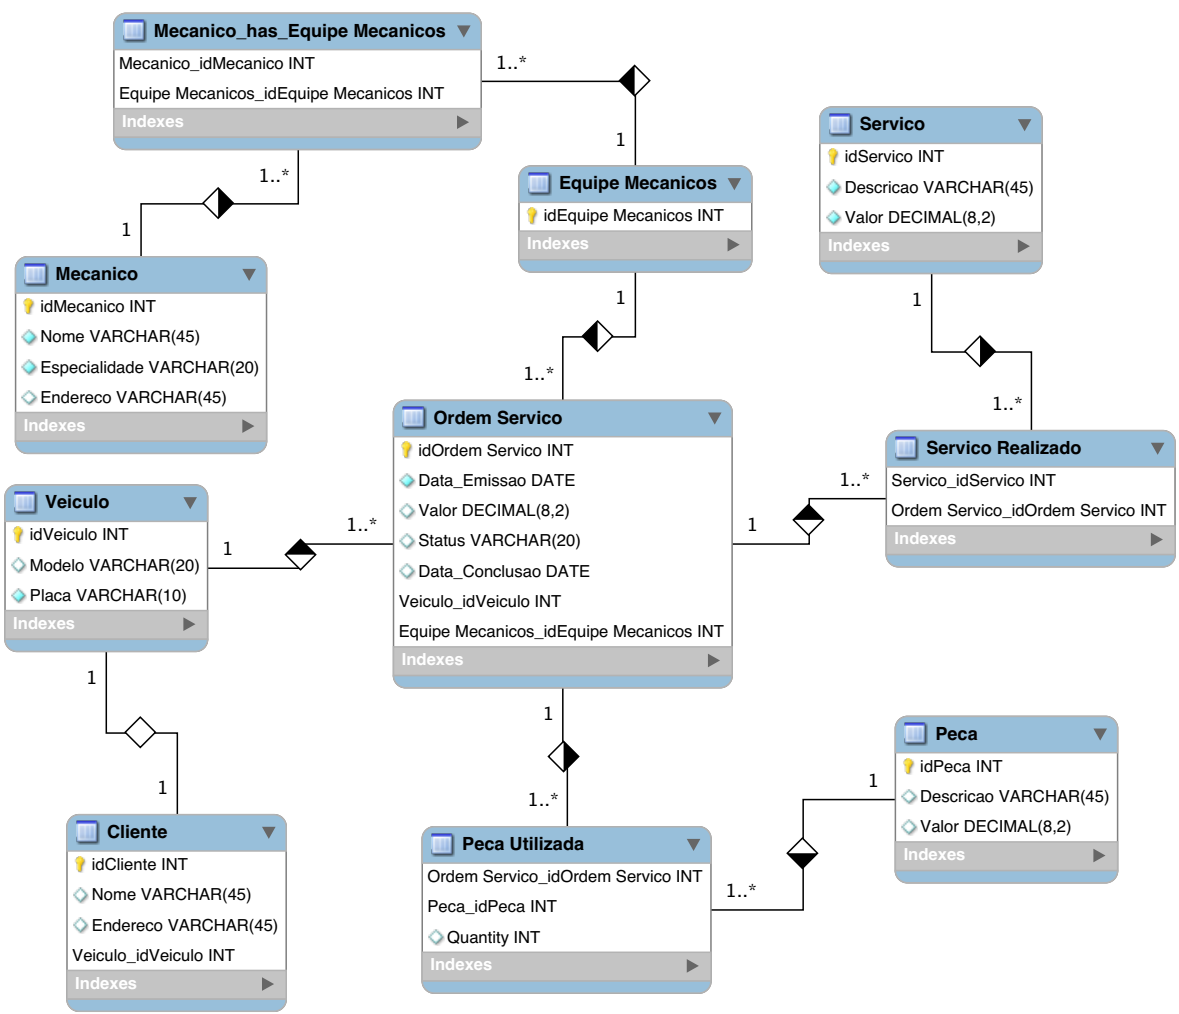 Mecanico_has_Equipe Mecanicos
Mecanico_idMecanico INT
Equipe Mecanicos_idEquipe Mecanicos INT
Indexes
1..*
1
1..*
1
Equipe Mecanicos
idEquipe Mecanicos INT
Indexes
1
1..*
Servico
idServico INT
Descricao VARCHAR(45)
Valor DECIMAL(8,2)
Indexes
1
1..*
Mecanico
idMecanico INT
Nome VARCHAR(45)
Especialidade VARCHAR(20)
Endereco VARCHAR(45)
Indexes
Ordem Servico
idOrdem Servico INT
Data_Emissao DATE
Valor DECIMAL(8,2)
Status VARCHAR(20)
Data_Conclusao DATE
Veiculo_idVeiculo INT
Equipe Mecanicos_idEquipe Mecanicos INT
Indexes
Servico Realizado
Servico_idServico INT
Ordem Servico_idOrdem Servico INT
Indexes
1..*
1
Veiculo
idVeiculo INT
Modelo VARCHAR(20)
Placa VARCHAR(10)
Indexes
1
1..*
1
1
Cliente
idCliente INT
Nome VARCHAR(45)
Endereco VARCHAR(45)
Veiculo_idVeiculo INT
Indexes
1
1..*
Peca Utilizada
Ordem Servico_idOrdem Servico INT
Peca_idPeca INT
Quantity INT
Indexes
1..*
1
Peca
idPeca INT
Descricao VARCHAR(45)
Valor DECIMAL(8,2)
Indexes